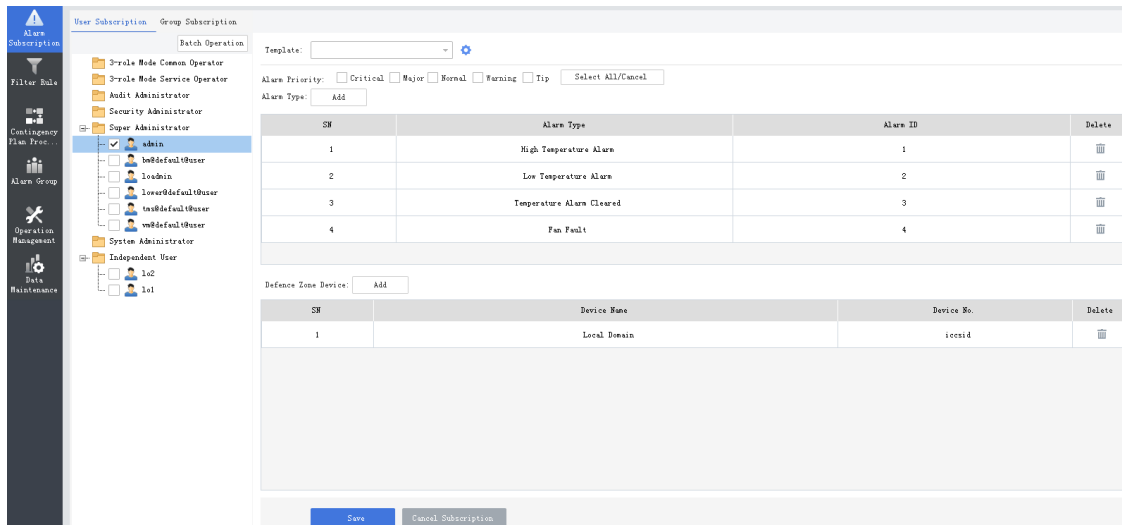 Alarm
Subscription
Filter Rule
Contingency
Plan Proc...
Alarm Group
Operation
Management
Data
Maintenance
User Subscription Group Subscription
Batch Operation
3-role Mode Common Operator
3-role Mode Service Operator
Audit Administrator
Security Administrator
Super Administrator
admin
bm@default@user
loadmin
lower@default@user
tms@default@user
vm@default@user
System Administrator
Independent User
lo2
lo1
Template:
Alarm Priority: Critical Major Normal Warning Tip Select All/Cancel
Alarm Type: Add
SN Alarm Type Alarm ID Delete
1 High Temperature Alarm 1
2 Low Temperature Alarm 2
3 Temperature Alarm Cleared 3
4 Fan Fault 4
Defence Zone Device: Add
SN Device Name Device No. Delete
1 Local Domain iccsid
Save Cancel Subscription